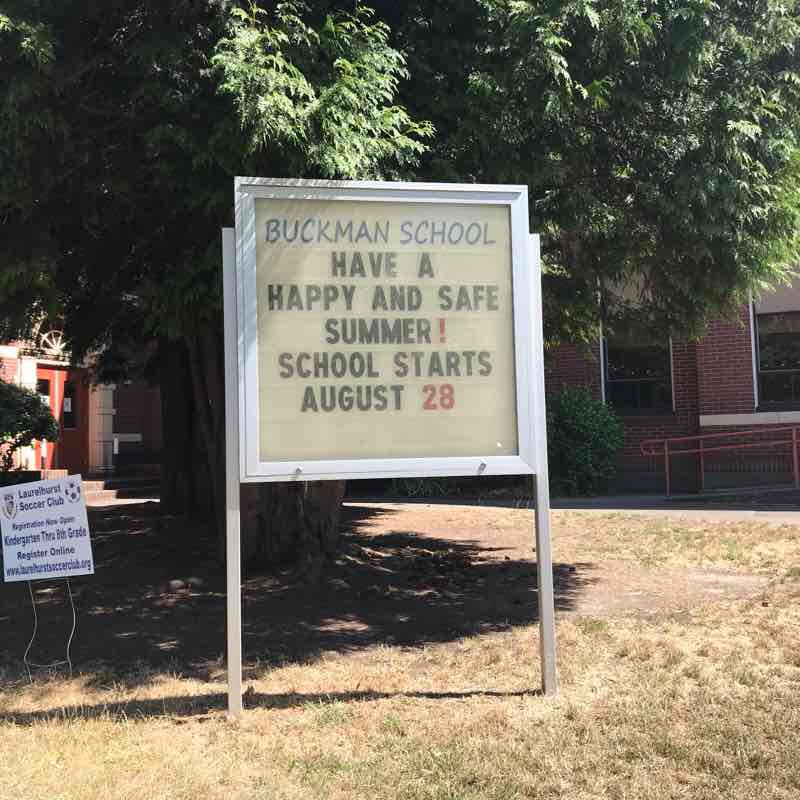 BUCKMAN SCHOOL
HAVE A
HAPPY AND SAFE
SUMMER!
SCHOOL STARTS
AUGUST 28
Laurelhurst
Soccer Club
Registration Now Open
Kindergarten Thru 8th Grade
Register Online
www.laurelhurstsoccerclub.org